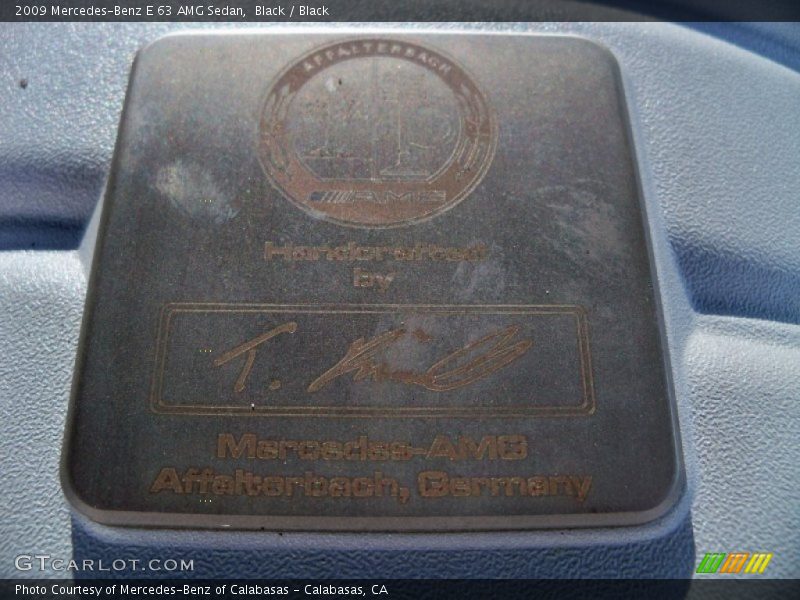 2009 Mercedes-Benz E 63 AMG Sedan,  Black / Black
AFFALTERBACH
AMG
Handcrafted
by
T.
Mercedes-AMG
Affalterbach, Germany
GTCARLOT.COM
Photo Courtesy of Mercedes-Benz of Calabasas - Calabasas, CA